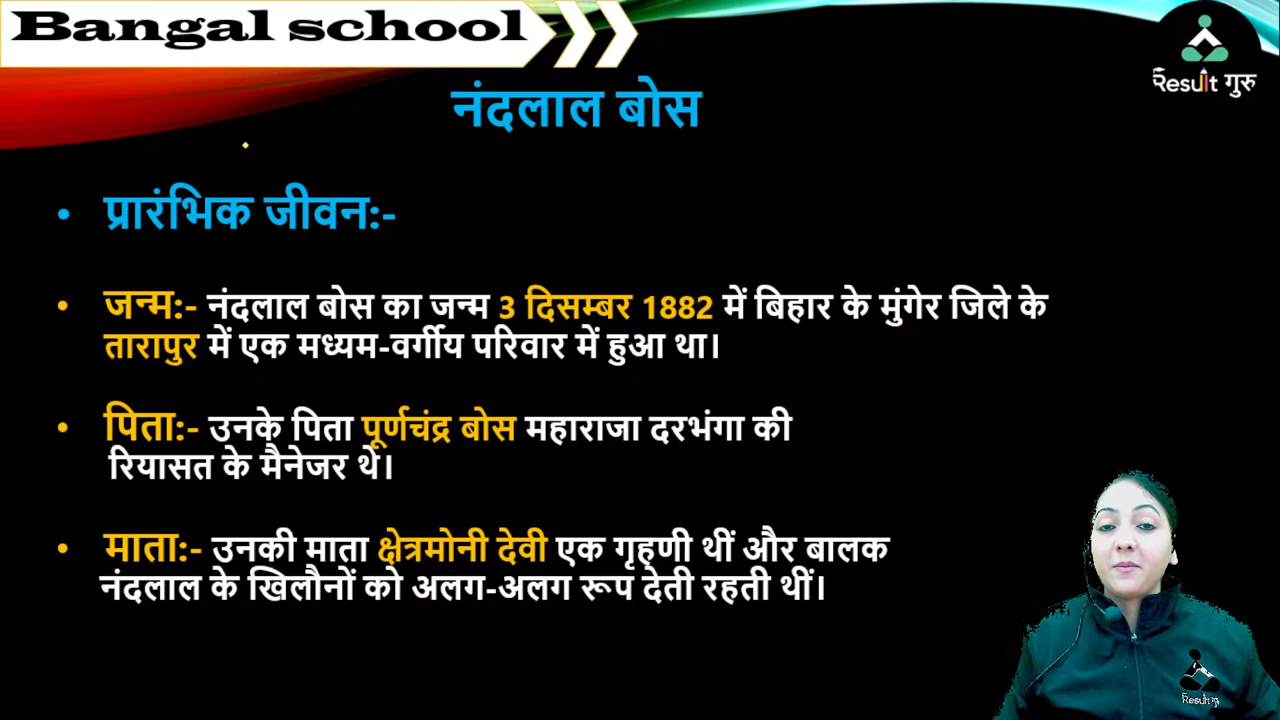 Bangal school
Result गुरु
नंदलाल बोस
• प्रारंभिक जीवन:-
• जन्म:- नंदलाल बोस का जन्म 3 दिसम्बर 1882 में बिहार के मुंगेर जिले के
तारापुर में एक मध्यम-वर्गीय परिवार में हुआ था।
• पिता:- उनके पिता पूर्णचंद्र बोस महाराजा दरभंगा की
रियासत के मैनेजर थे।
• माता:- उनकी माता क्षेत्रमोनी देवी एक गृहणी थीं और बालक
नंदलाल के खिलौनों को अलग-अलग रूप देती रहती थीं।
Result गुरु